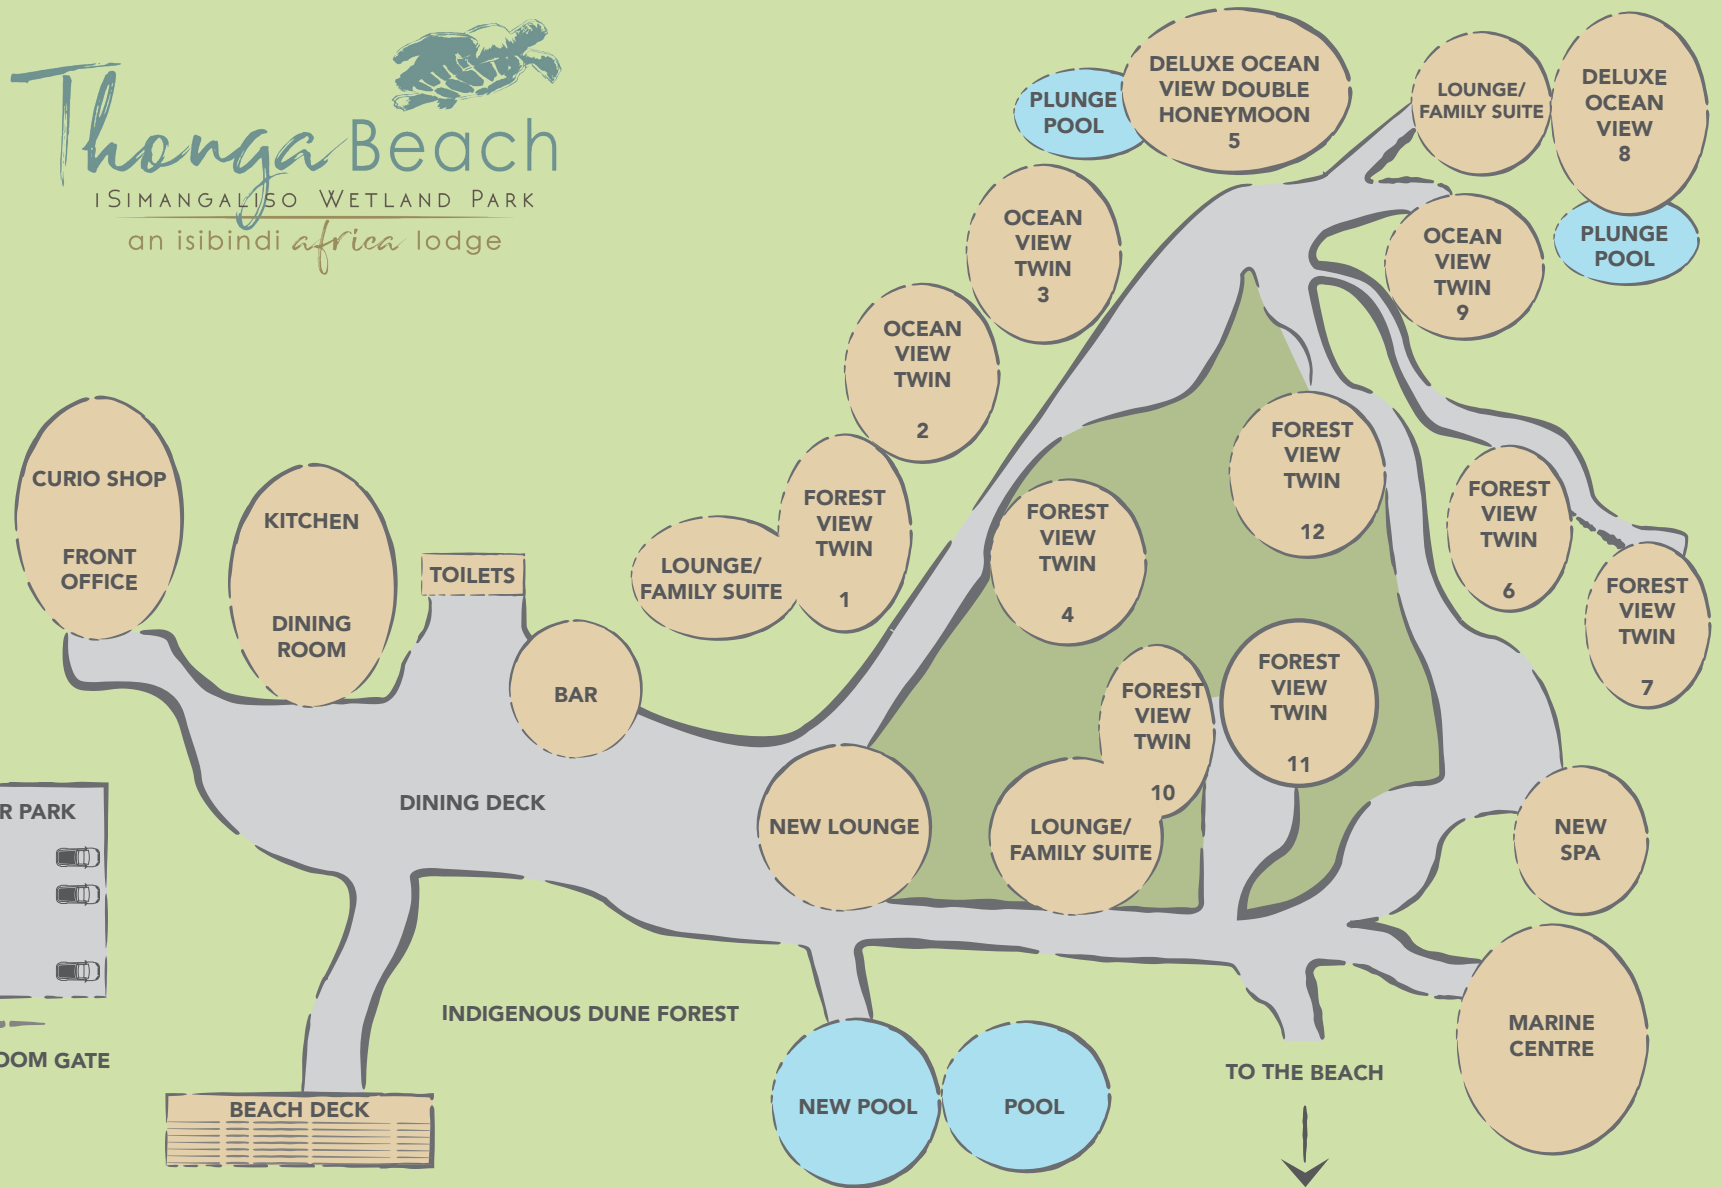 Thonga Beach
ISIMANGALISO WETLAND PARK
an isibindi africa lodge
PLUNGE
POOL
DELUXE OCEAN
VIEW DOUBLE
HONEYMOON
5
LOUNGE/
FAMILY SUITE
DELUXE
OCEAN
VIEW
8
PLUNGE
POOL
OCEAN
VIEW
TWIN
3
OCEAN
VIEW
TWIN
9
OCEAN
VIEW
TWIN
2
CURIO SHOP
FRONT
OFFICE
KITCHEN
DINING
ROOM
TOILETS
BAR
LOUNGE/
FAMILY SUITE
FOREST
VIEW
TWIN
1
FOREST
VIEW
TWIN
4
FOREST
VIEW
TWIN
12
FOREST
VIEW
TWIN
6
FOREST
VIEW
TWIN
7
FOREST
VIEW
TWIN
10
FOREST
VIEW
TWIN
11
R PARK
DINING DECK
NEW LOUNGE
LOUNGE/
FAMILY SUITE
NEW
SPA
INDIGENOUS DUNE FOREST
MARINE
CENTRE
OOM GATE
BEACH DECK
NEW POOL
POOL
TO THE BEACH